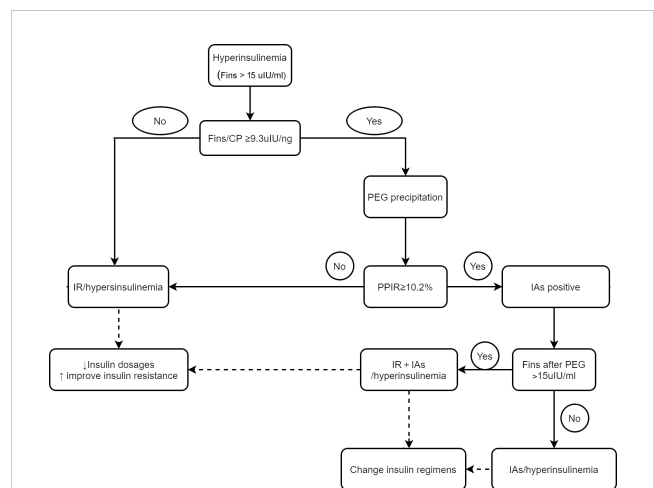 Hyperinsulinemia
(Fins > 15 uIU/ml)
No
Yes
Fins/CP ≥9.3uIU/ng
PEG precipitation
No
Yes
IR/hypersinsulinemia
PPIR≥10.2%
IAs positive
↓Insulin dosages
↑ improve insulin resistance
IR + IAs
/hyperinsulinemia
Yes
Fins after PEG
>15uIU/ml
No
Change insulin regimens
IAs/hyperinsulinemia